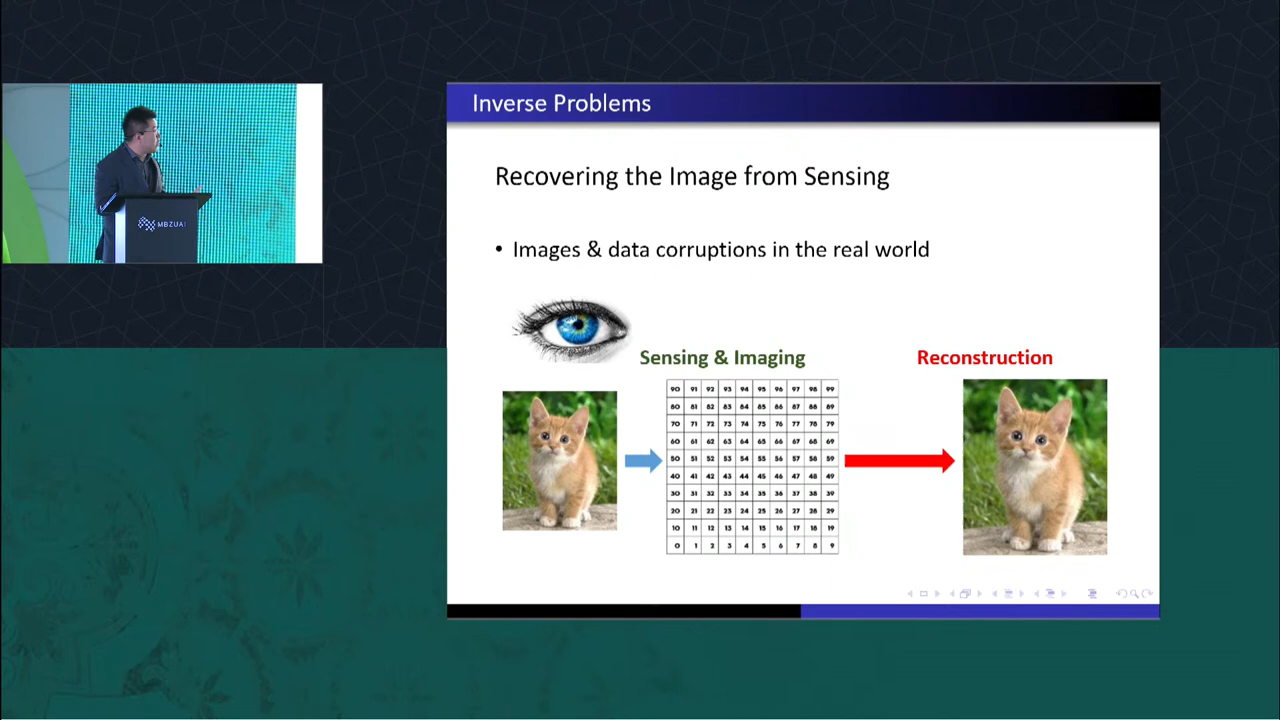 MBZUAI
Inverse Problems
Recovering the Image from Sensing
• Images & data corruptions in the real world
Sensing & Imaging
Reconstruction
90 91 92 93 94 95 96 97 98 99
80 81 82 83 84 85 86 87 88 89
70 71 72 73 74 75 76 77 78 79
60 61 62 63 64 65 66 67 68 69
50 51 52 53 54 55 56 57 58 59
40 41 42 43 44 45 46 47 48 49
30 31 32 33 34 35 36 37 38 39
20 21 22 23 24 25 26 27 28 29
10 11 12 13 14 15 16 17 18 19
0 1 2 3 4 5 6 7 8 9